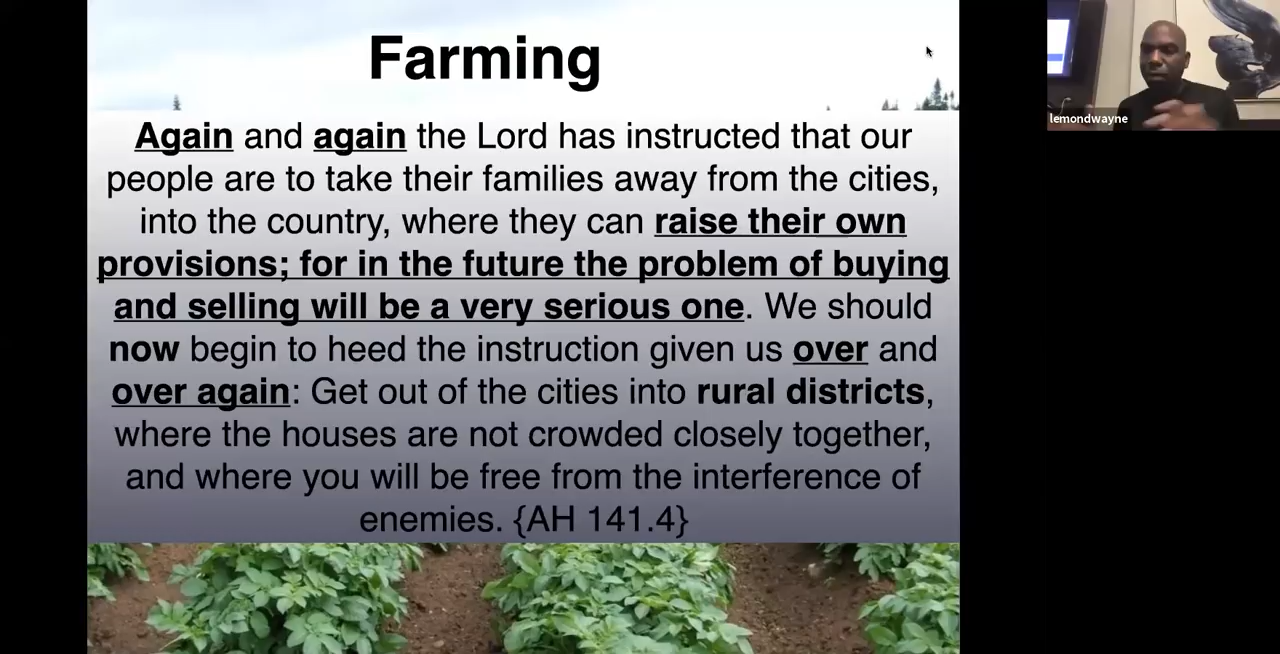 Farming
Again and again the Lord has instructed that our
people are to take their families away from the cities,
into the country, where they can raise their own
provisions; for in the future the problem of buying
and selling will be a very serious one. We should
now begin to heed the instruction given us over and
over again: Get out of the cities into rural districts,
where the houses are not crowded closely together,
and where you will be free from the interference of
enemies. {AH 141.4}
lemondwayne